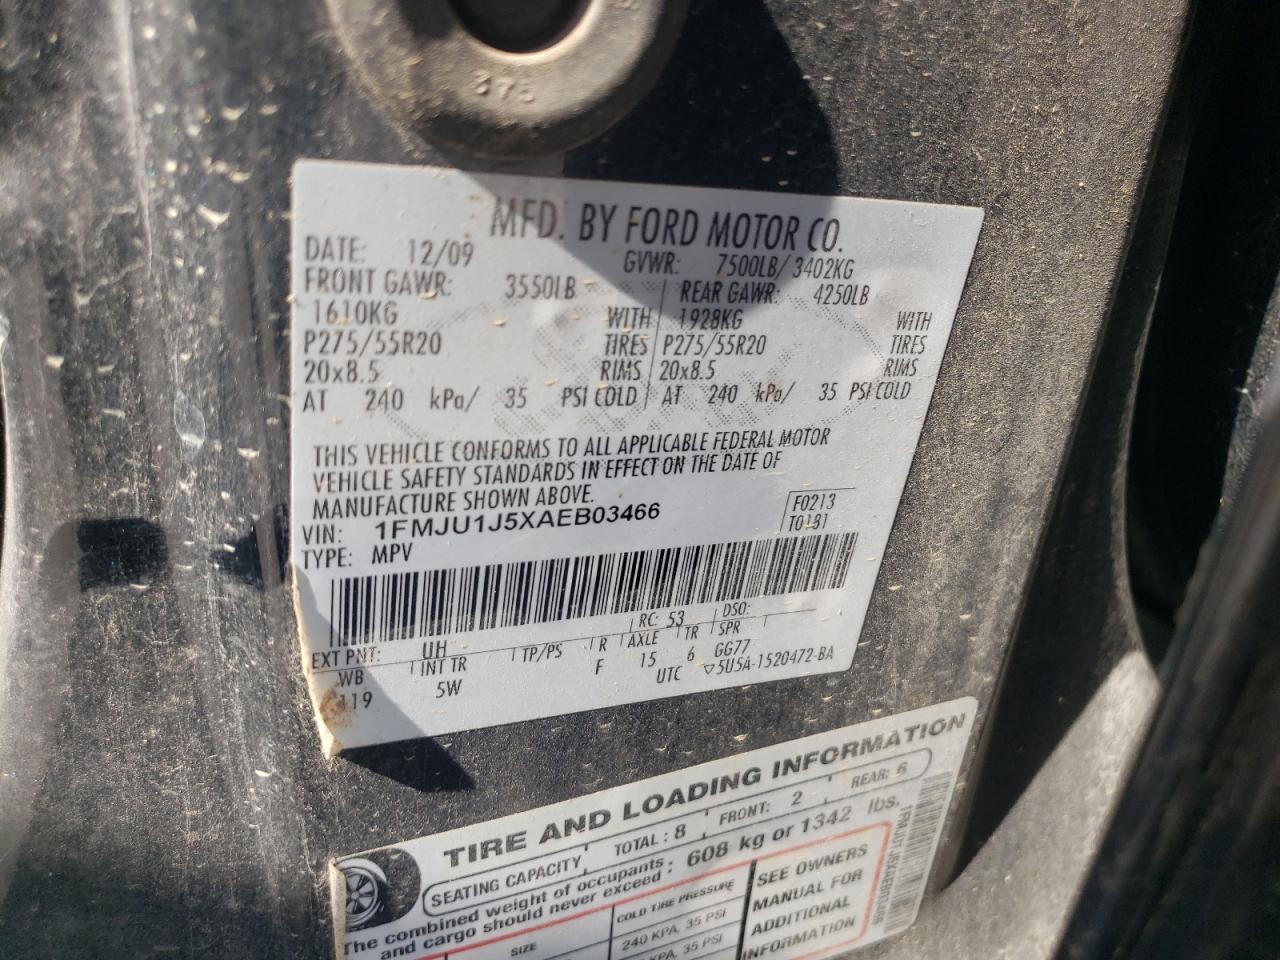 375
MFD. BY FORD MOTOR CO.
DATE: 12/09 GVWR: 7500LB/ 3402KG
FRONT GAWR: 3550LB REAR GAWR: 4250LB
1610KG WITH 1928KG WITH
P275/55R20 TIRES P275/55R20 TIRES
20x8.5 RIMS 20x8.5 RIMS
AT 240 kPa/ 35 PSI COLD AT 240 kPa/ 35 PSI COLD
THIS VEHICLE CONFORMS TO ALL APPLICABLE FEDERAL MOTOR
VEHICLE SAFETY STANDARDS IN EFFECT ON THE DATE OF
MANUFACTURE SHOWN ABOVE.
VIN: 1FMJU1J5XAEB03466 F0213
TYPE: MPV T0181
EXT PNT: UH RC: 53 DSO:
WB INT TR TP/PS R AXLE TR SPR
119 5W F 15 6 GG77
UTC ▽5U5A-1520472-BA
TIRE AND LOADING INFORMATION
SEATING CAPACITY TOTAL: 8 FRONT: 2 REAR: 6
The combined weight of occupants
and cargo should never exceed : 608 kg or 1342 lbs.
SIZE COLD TIRE PRESSURE
240 KPA, 35 PSI
KPA, 35 PSI
SEE OWNERS
MANUAL FOR
ADDITIONAL
INFORMATION